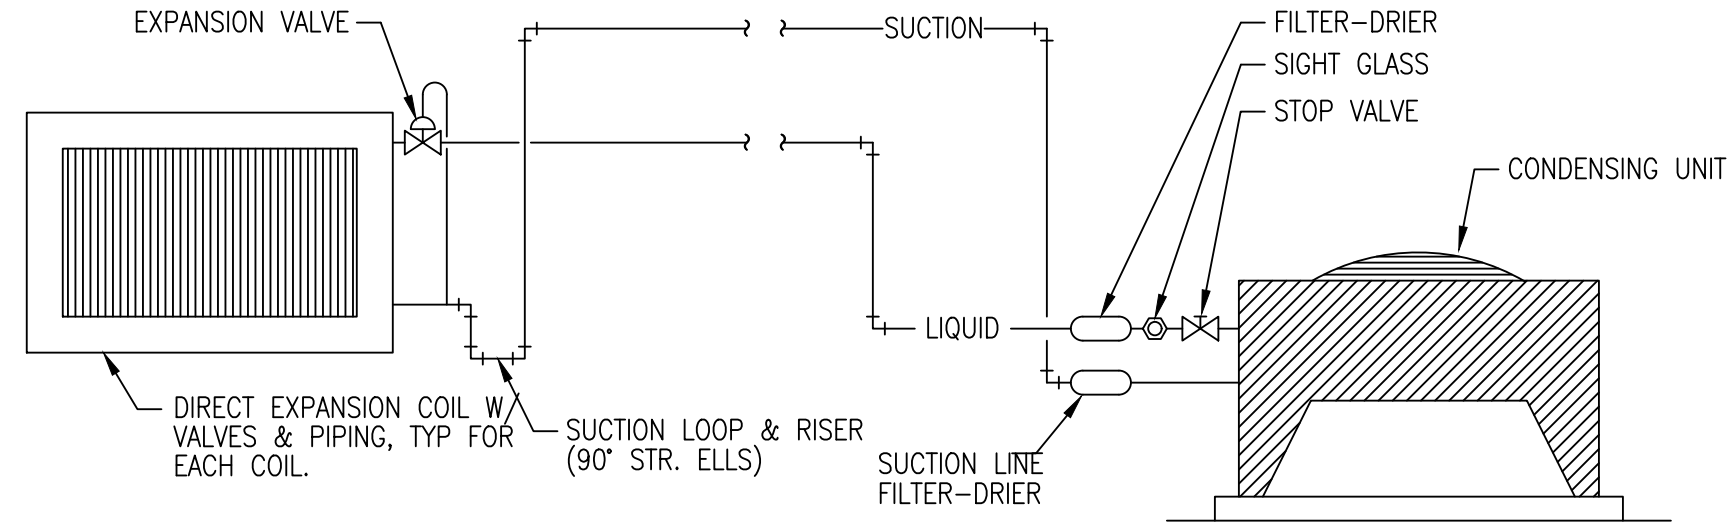 EXPANSION VALVE
SUCTION
FILTER-DRIER
SIGHT GLASS
STOP VALVE
CONDENSING UNIT
LIQUID
DIRECT EXPANSION COIL W/
VALVES & PIPING, TYP FOR
EACH COIL.
SUCTION LOOP & RISER
(90° STR. ELLS)
SUCTION LINE
FILTER-DRIER